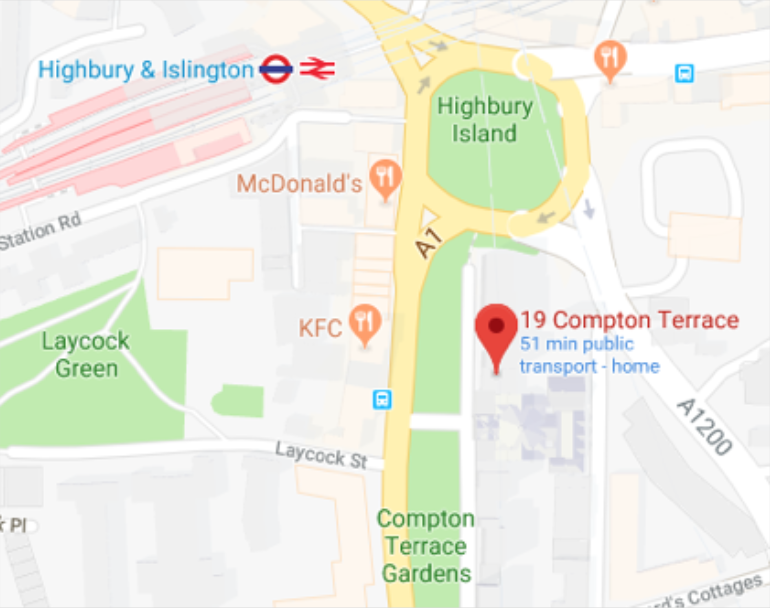 Highbury & Islington
Highbury
Island
McDonald's
A1
Station Rd
KFC
19 Compton Terrace
51 min public
transport - home
Laycock
Green
A1200
Laycock St
Compton
Terrace
Gardens
Pl
rd's Cottages